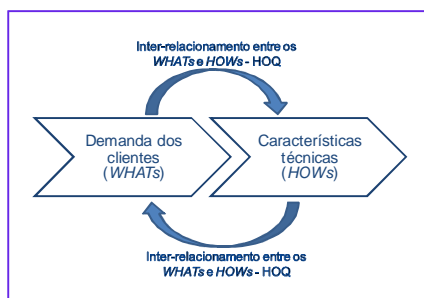 Inter-relacionamento entre os
WHATs e HOWs - HOQ
Demanda dos
clientes
(WHATs)
Características
técnicas
(HOWs)
Inter-relacionamento entre os
WHATs e HOWs - HOQ